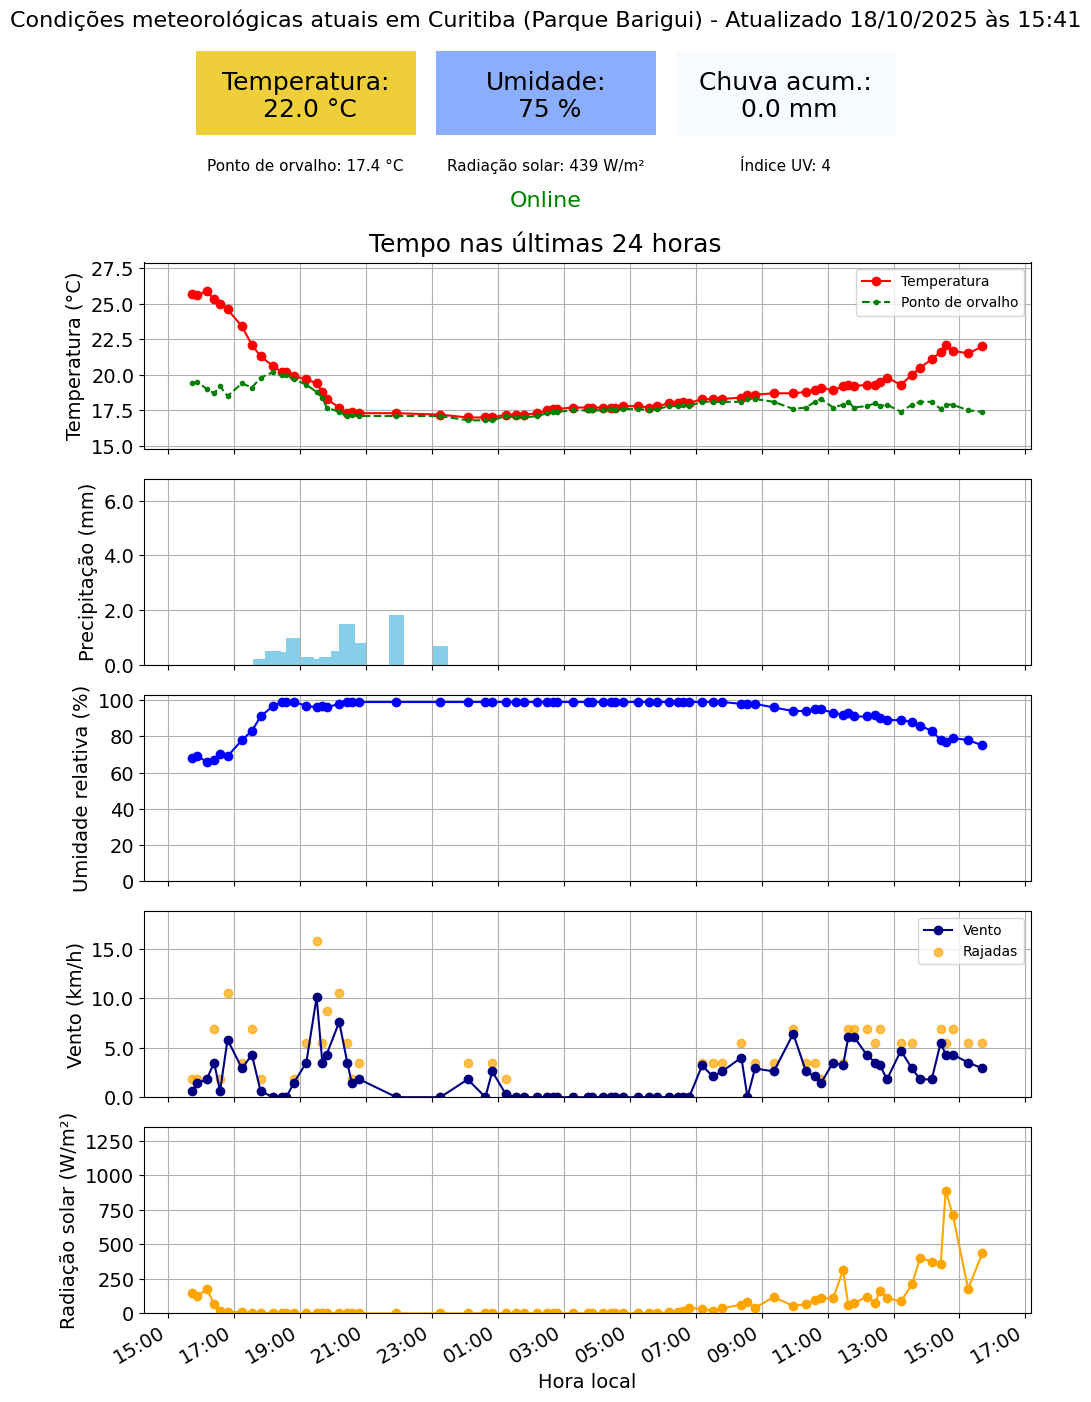 Condições meteorológicas atuais em Curitiba (Parque Barigui) - Atualizado 18/10/2025 às 15:41
Temperatura:
22.0 °C
Umidade:
75 %
Chuva acum.:
0.0 mm
Ponto de orvalho: 17.4 °C
Radiação solar: 439 W/m²
Índice UV: 4
Online
Tempo nas últimas 24 horas
Temperatura (°C)
27.5
25.0
22.5
20.0
17.5
15.0
Temperatura
Ponto de orvalho
Precipitação (mm)
6.0
4.0
2.0
0.0
Umidade relativa (%)
100
80
60
40
20
0
Vento (km/h)
15.0
10.0
5.0
0.0
Vento
Rajadas
Radiação solar (W/m²)
1250
1000
750
500
250
0
15:00
17:00
19:00
21:00
23:00
01:00
03:00
05:00
07:00
09:00
11:00
13:00
15:00
17:00
Hora local